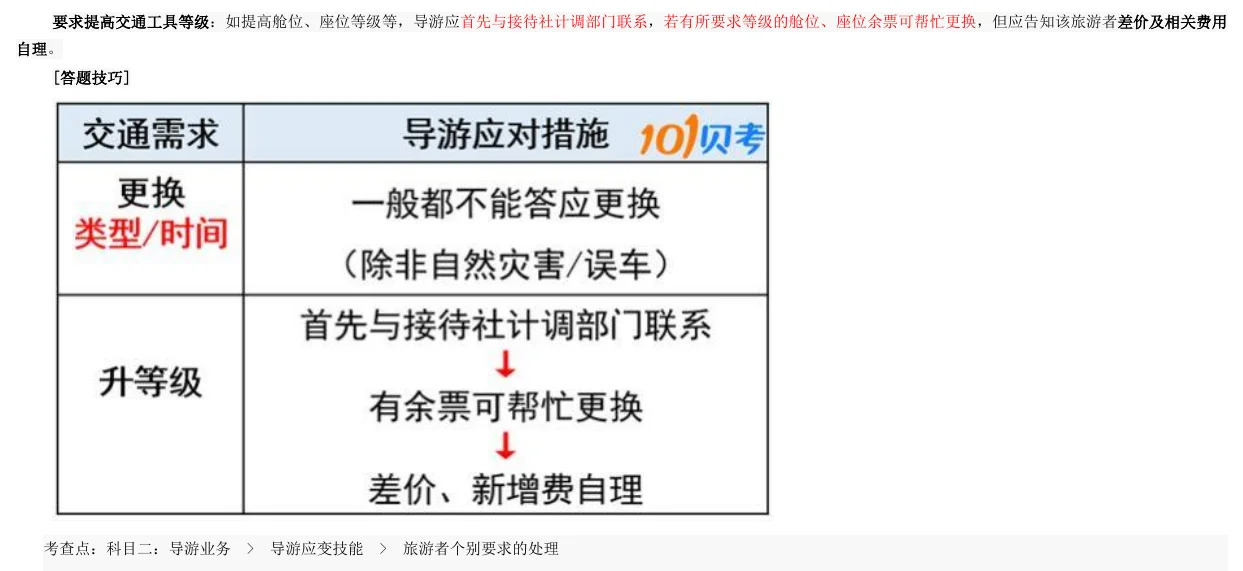 要求提高交通工具等级：如提高舱位、座位等级等，导游应首先与接待社计调部门联系，若有所要求等级的舱位、座位余票可帮忙更换，但应告知该旅游者差价及相关费用
自理。
[答题技巧]
交通需求 导游应对措施 101贝考
更换
类型/时间
一般都不能答应更换
（除非自然灾害/误车）
升等级
首先与接待社计调部门联系
↓
有余票可帮忙更换
↓
差价、新增费自理
考查点：科目二：导游业务 > 导游应变技能 > 旅游者个别要求的处理